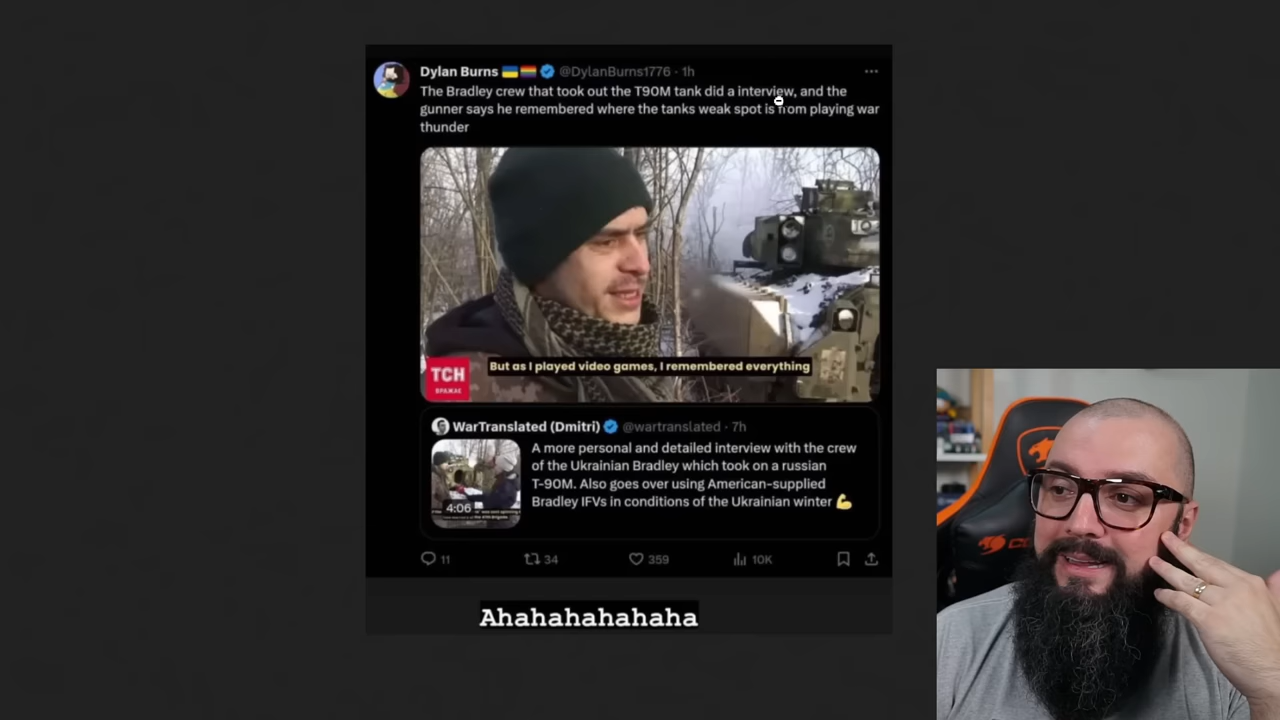 Dylan Burns 🇺🇦🏳️‍🌈 @DylanBurns1776 · 1h
The Bradley crew that took out the T90M tank did a interview, and the
gunner says he remembered where the tanks weak spot is from playing war
thunder
But as I played video games, I remembered everything
ТСН
ВРАЖАЄ
WarTranslated (Dmitri) @wartranslated · 7h
A more personal and detailed interview with the crew
of the Ukrainian Bradley which took on a russian
T-90M. Also goes over using American-supplied
Bradley IFVs in conditions of the Ukrainian winter 💪
4:06
11 34 359 10K
Ahahahahahaha